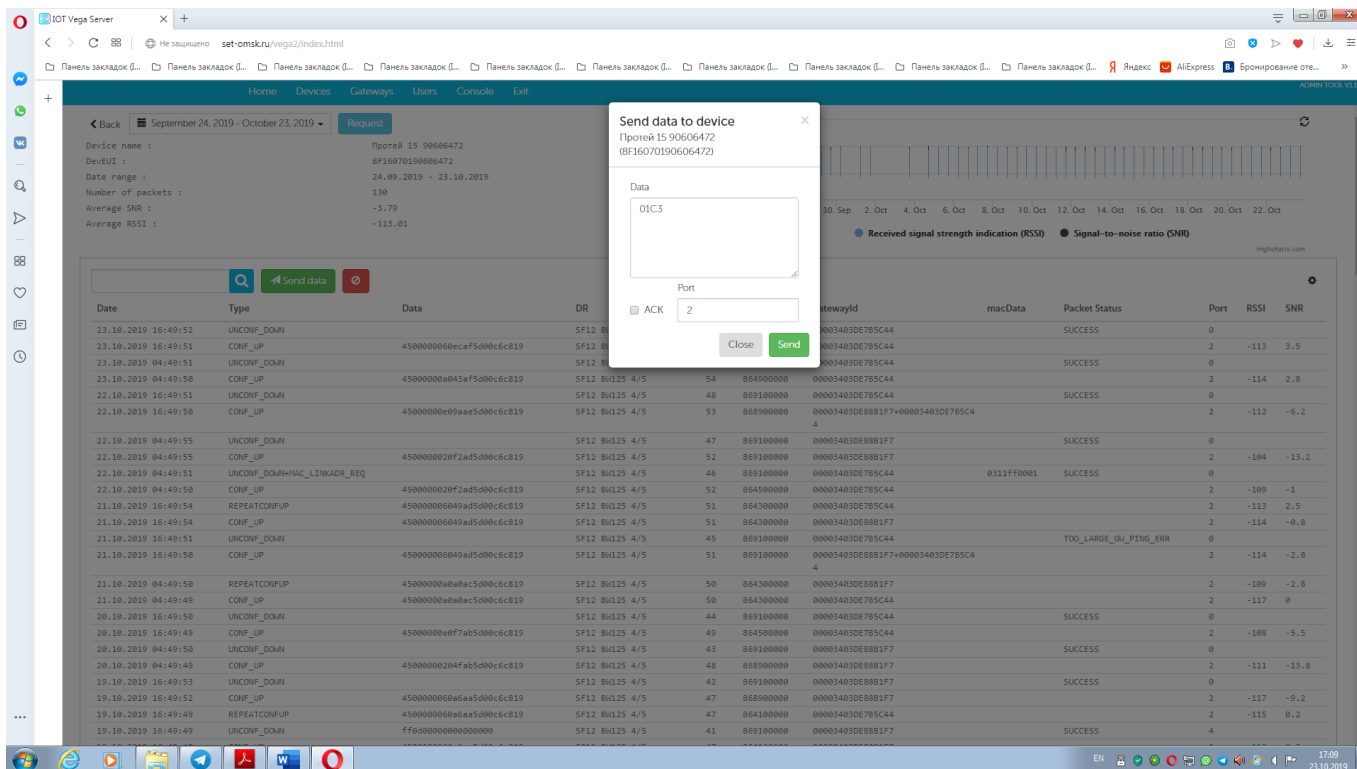 IOT Vega Server
Не защищено set-omsk.ru/vega2/index.html
Панель закладок (I... Панель закладок (I... Панель закладок (I... Панель закладок (I... Панель закладок (I... Панель закладок (I... Панель закладок (I... Панель закладок (I... Панель закладок (I... Панель закладок (I... Яндекс AliExpress Бронирование оте... »
Home Devices Gateways Users Console Exit
Back September 24, 2019 - October 23, 2019 Request
Device name : Протей 15 90606472
DevEUI : 8F16070190606472
Date range : 24.09.2019 - 23.10.2019
Number of packets : 130
Average SNR : -3.79
Average RSSI : -113.01
30. Sep 2. Oct 4. Oct 6. Oct 8. Oct 10. Oct 12. Oct 14. Oct 16. Oct 18. Oct 20. Oct 22. Oct
Received signal strength indication (RSSI) Signal-to-noise ratio (SNR)
Highcharts.com
Send data to device ×
Протей 15 90606472
(8F16070190606472)
Data
01C3
Port
ACK 2
Close Send
Send data
Date Type Data DR macData Packet Status Port RSSI SNR
23.10.2019 16:49:52 UNCONF_DOWN 00003403DE7B5C44 SUCCESS 0
23.10.2019 16:49:51 CONF_UP 4500000060ecaf5d00c6c819 00003403DE7B5C44 2 -113 3.5
23.10.2019 04:49:51 UNCONF_DOWN 00003403DE7B5C44 SUCCESS 0
23.10.2019 04:49:50 CONF_UP 45000000a043af5d00c6c819 SF12 BW125 4/5 54 864900000 00003403DE7B5C44 2 -114 2.8
22.10.2019 16:49:51 UNCONF_DOWN SF12 BW125 4/5 48 869100000 00003403DE7B5C44 SUCCESS 0
22.10.2019 16:49:50 CONF_UP 45000000e09aae5d00c6c819 SF12 BW125 4/5 53 868900000 00003403DE88B1F7+00003403DE7B5C4 2 -112 -6.2
4
22.10.2019 04:49:55 UNCONF_DOWN SF12 BW125 4/5 47 869100000 00003403DE88B1F7 SUCCESS 0
22.10.2019 04:49:55 CONF_UP 4500000020f2ad5d00c6c819 SF12 BW125 4/5 52 869100000 00003403DE88B1F7 2 -104 -13.2
22.10.2019 04:49:51 UNCONF_DOWN+MAC_LINKADR_REQ SF12 BW125 4/5 46 869100000 00003403DE7B5C44 0311ff0001 SUCCESS 0
22.10.2019 04:49:50 CONF_UP 4500000020f2ad5d00c6c819 SF12 BW125 4/5 52 864500000 00003403DE7B5C44 2 -109 -1
21.10.2019 16:49:54 REPEATCONFUP 450000006049ad5d00c6c819 SF12 BW125 4/5 51 864300000 00003403DE7B5C44 2 -113 2.5
21.10.2019 16:49:54 CONF_UP 450000006049ad5d00c6c819 SF12 BW125 4/5 51 864300000 00003403DE88B1F7 2 -114 -0.8
21.10.2019 16:49:51 UNCONF_DOWN SF12 BW125 4/5 45 869100000 00003403DE7B5C44 TOO_LARGE_GW_PING_ERR 0
21.10.2019 16:49:50 CONF_UP 450000006049ad5d00c6c819 SF12 BW125 4/5 51 869100000 00003403DE88B1F7+00003403DE7B5C4 2 -114 -2.8
4
21.10.2019 04:49:50 REPEATCONFUP 45000000a0a0ac5d00c6c819 SF12 BW125 4/5 50 864300000 00003403DE88B1F7 2 -109 -2.8
21.10.2019 04:49:49 CONF_UP 45000000a0a0ac5d00c6c819 SF12 BW125 4/5 50 864300000 00003403DE7B5C44 2 -117 0
20.10.2019 16:49:50 UNCONF_DOWN SF12 BW125 4/5 44 869100000 00003403DE7B5C44 SUCCESS 0
20.10.2019 16:49:49 CONF_UP 45000000e0f7ab5d00c6c819 SF12 BW125 4/5 49 864500000 00003403DE7B5C44 2 -108 -5.5
20.10.2019 04:49:50 UNCONF_DOWN SF12 BW125 4/5 43 869100000 00003403DE88B1F7 SUCCESS 0
20.10.2019 04:49:49 CONF_UP 45000000204fab5d00c6c819 SF12 BW125 4/5 48 868900000 00003403DE88B1F7 2 -111 -13.8
19.10.2019 16:49:53 UNCONF_DOWN SF12 BW125 4/5 42 869100000 00003403DE88B1F7 SUCCESS 0
19.10.2019 16:49:52 CONF_UP 4500000060a6aa5d00c6c819 SF12 BW125 4/5 47 868900000 00003403DE88B1F7 2 -117 -9.2
19.10.2019 16:49:49 REPEATCONFUP 4500000060a6aa5d00c6c819 SF12 BW125 4/5 47 864100000 00003403DE7B5C44 2 -115 0.2
19.10.2019 16:49:49 UNCONF_DOWN ff0d000000000000 SF12 BW125 4/5 41 869100000 00003403DE88B1F7 SUCCESS 4
EN 17:09
23.10.2019